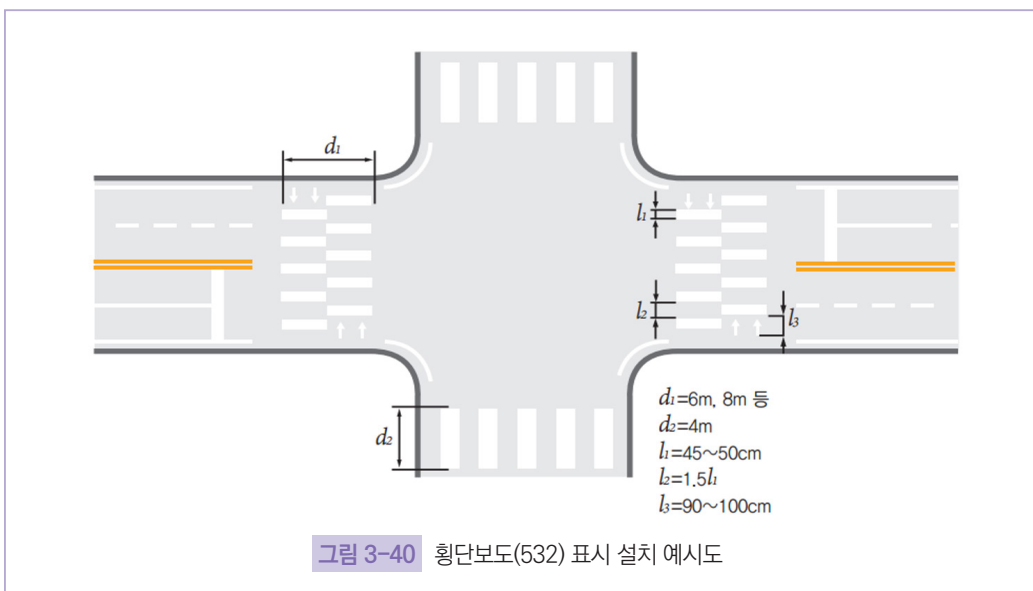 d₁
l₁
l₂
l₃
d₂
d₁=6m, 8m 등
d₂=4m
l₁=45~50cm
l₂=1.5l₁
l₃=90~100cm
그림 3-40 횡단보도(532) 표시 설치 예시도